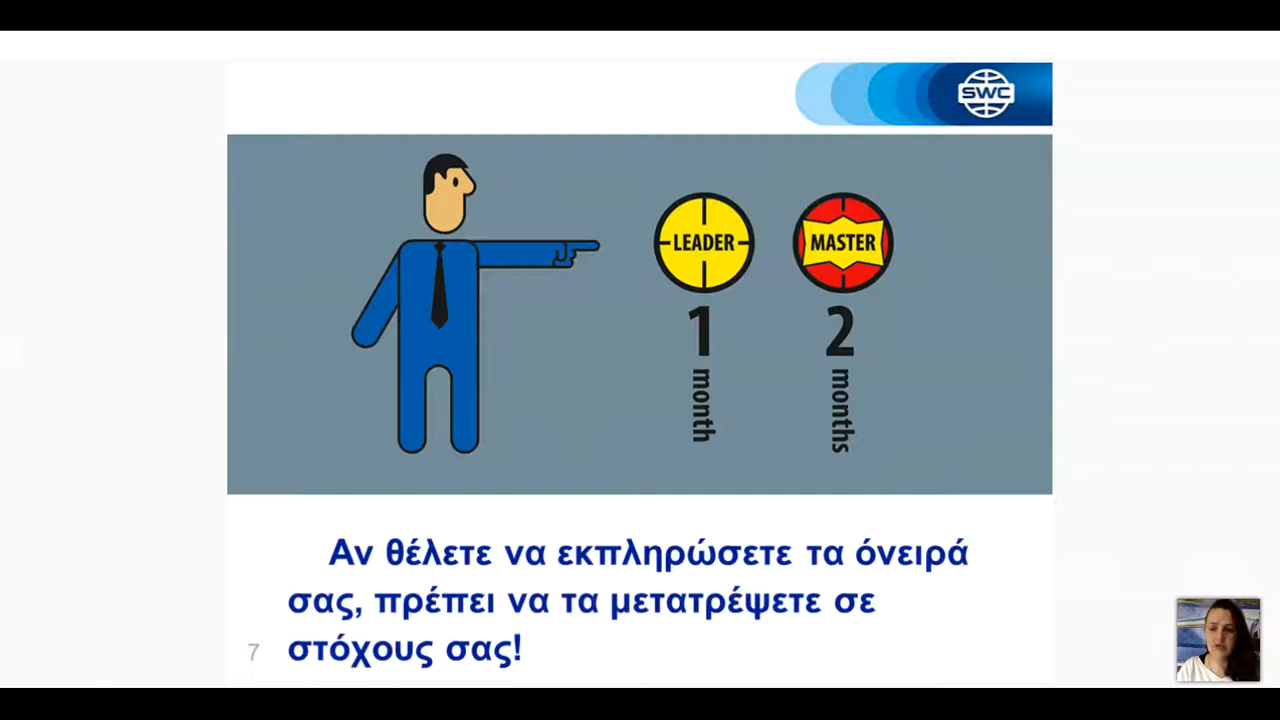 SWC
LEADER
MASTER
1
2
month
months
Αν θέλετε να εκπληρώσετε τα όνειρά
σας, πρέπει να τα μετατρέψετε σε
στόχους σας!
7